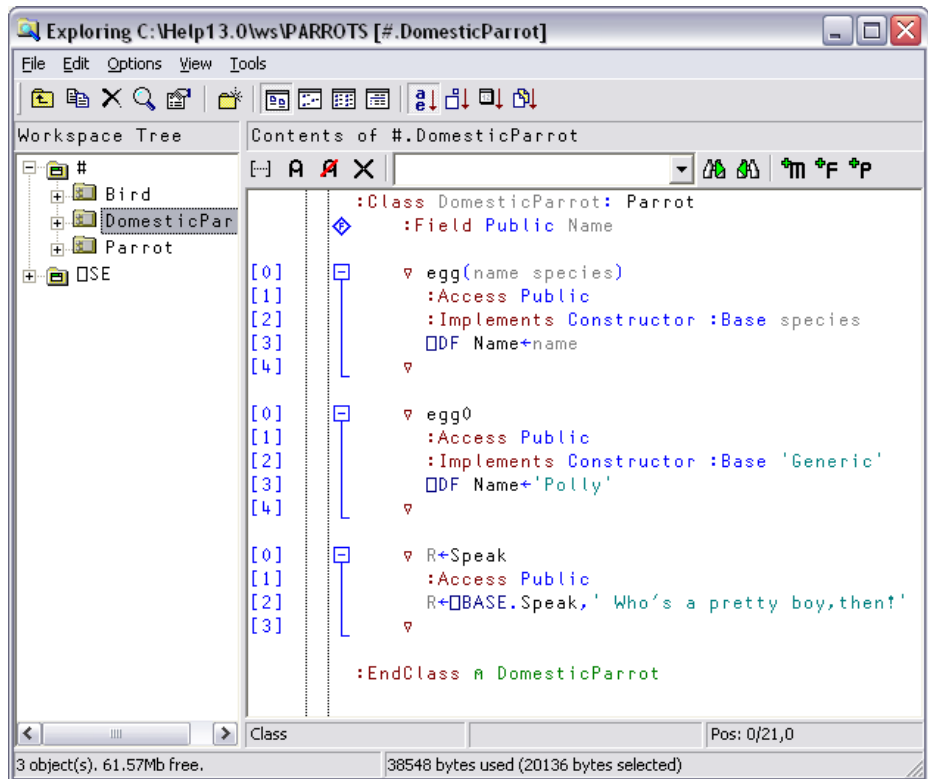 Exploring C:\Help13.0\ws\PARROTS [#.DomesticParrot]
File Edit Options View Tools
Workspace Tree
Contents of #.DomesticParrot
#
Bird
DomesticPar
Parrot
⎕SE
:Class DomesticParrot: Parrot
:Field Public Name
[0] ∇ egg(name species)
[1] :Access Public
[2] :Implements Constructor :Base species
[3] ⎕DF Name←name
[4] ∇
[0] ∇ egg0
[1] :Access Public
[2] :Implements Constructor :Base 'Generic'
[3] ⎕DF Name←'Polly'
[4] ∇
[0] ∇ R←Speak
[1] :Access Public
[2] R←⎕BASE.Speak,' Who's a pretty boy,then!'
[3] ∇
:EndClass ⍝ DomesticParrot
Class
Pos: 0/21,0
3 object(s). 61.57Mb free.
38548 bytes used (20136 bytes selected)